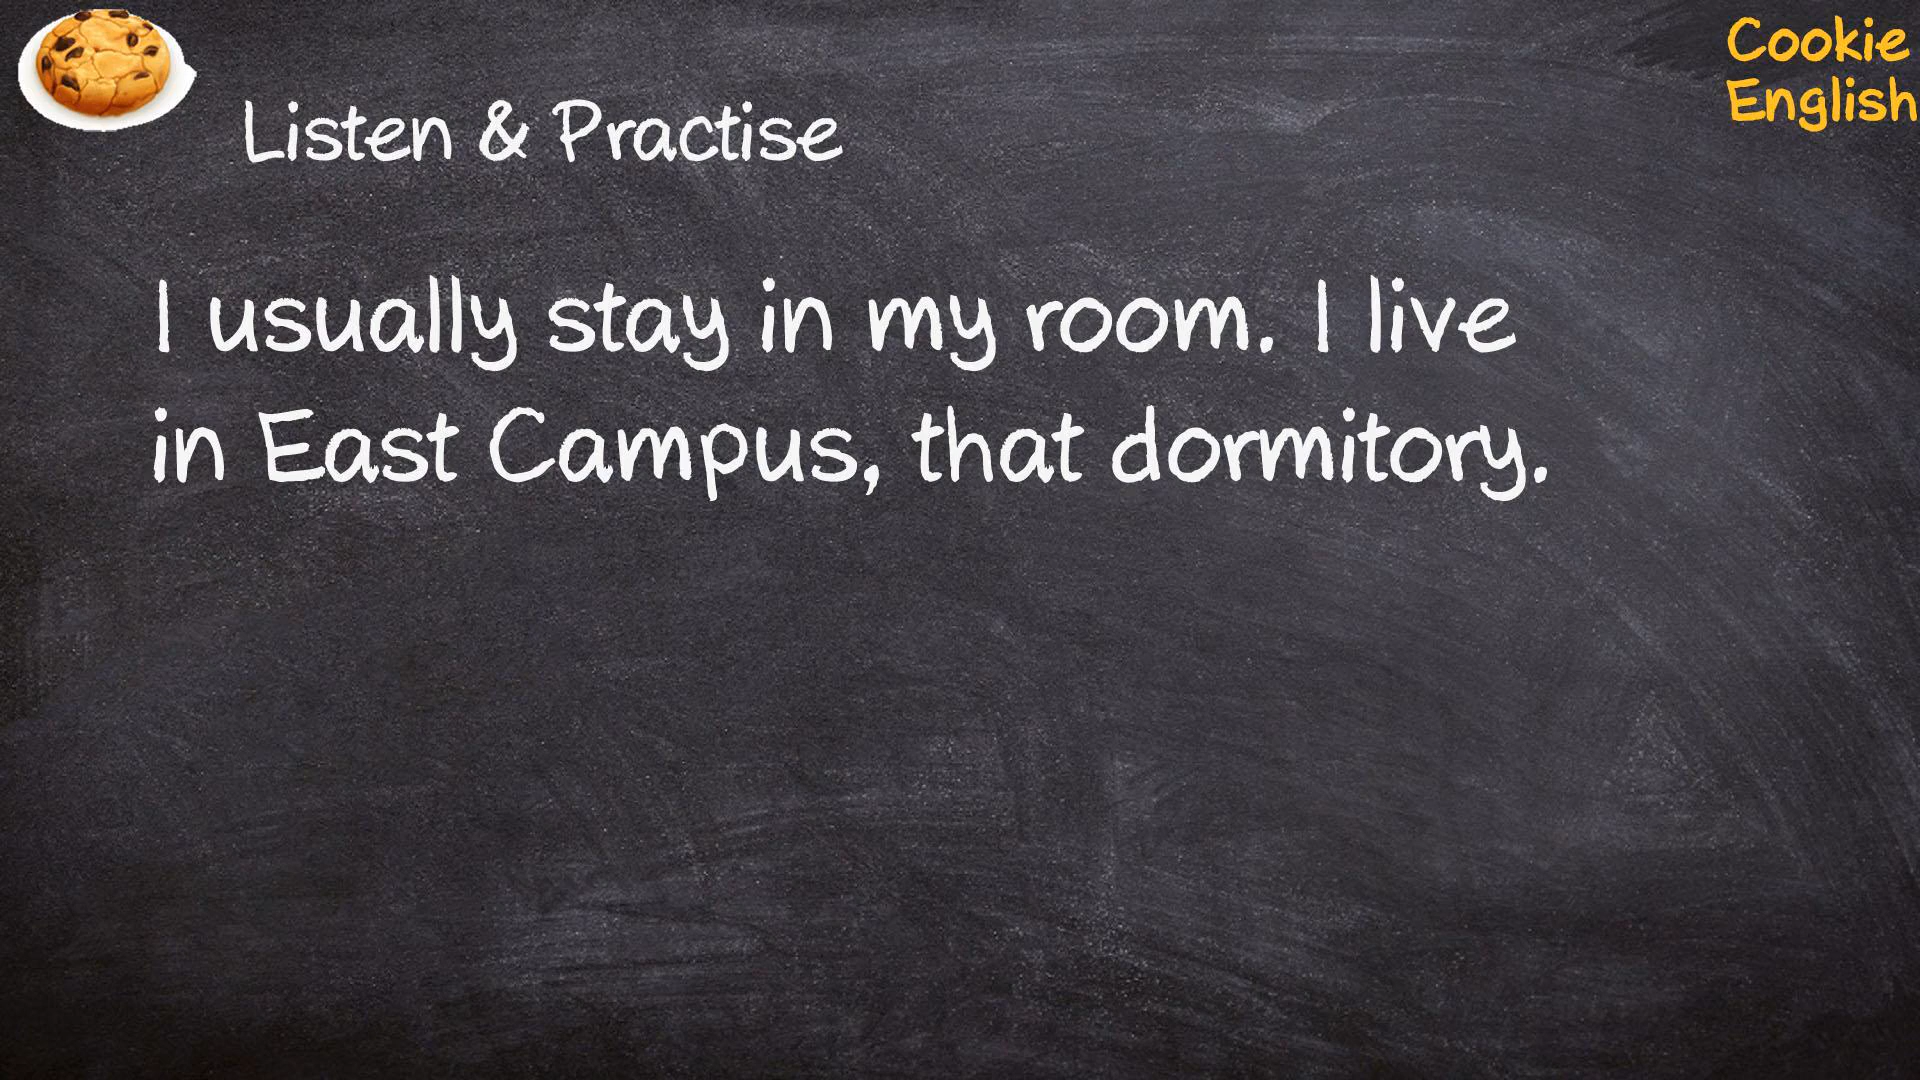 Cookie
English
Listen & Practise
I usually stay in my room. I live
in East Campus, that dormitory.